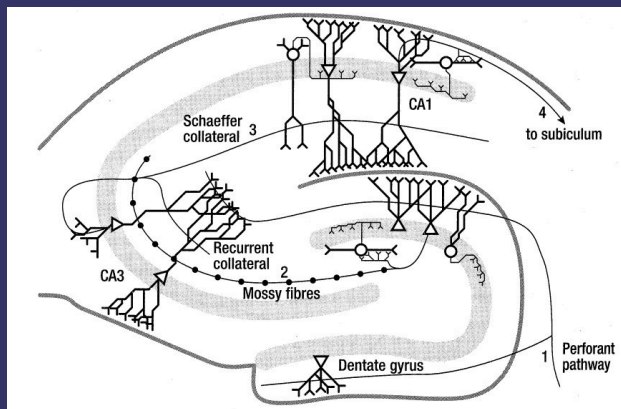 CA1
4
to subiculum
Schaeffer
collateral
3
Recurrent
collateral
CA3
2
Mossy fibres
Dentate gyrus
1
Perforant
pathway